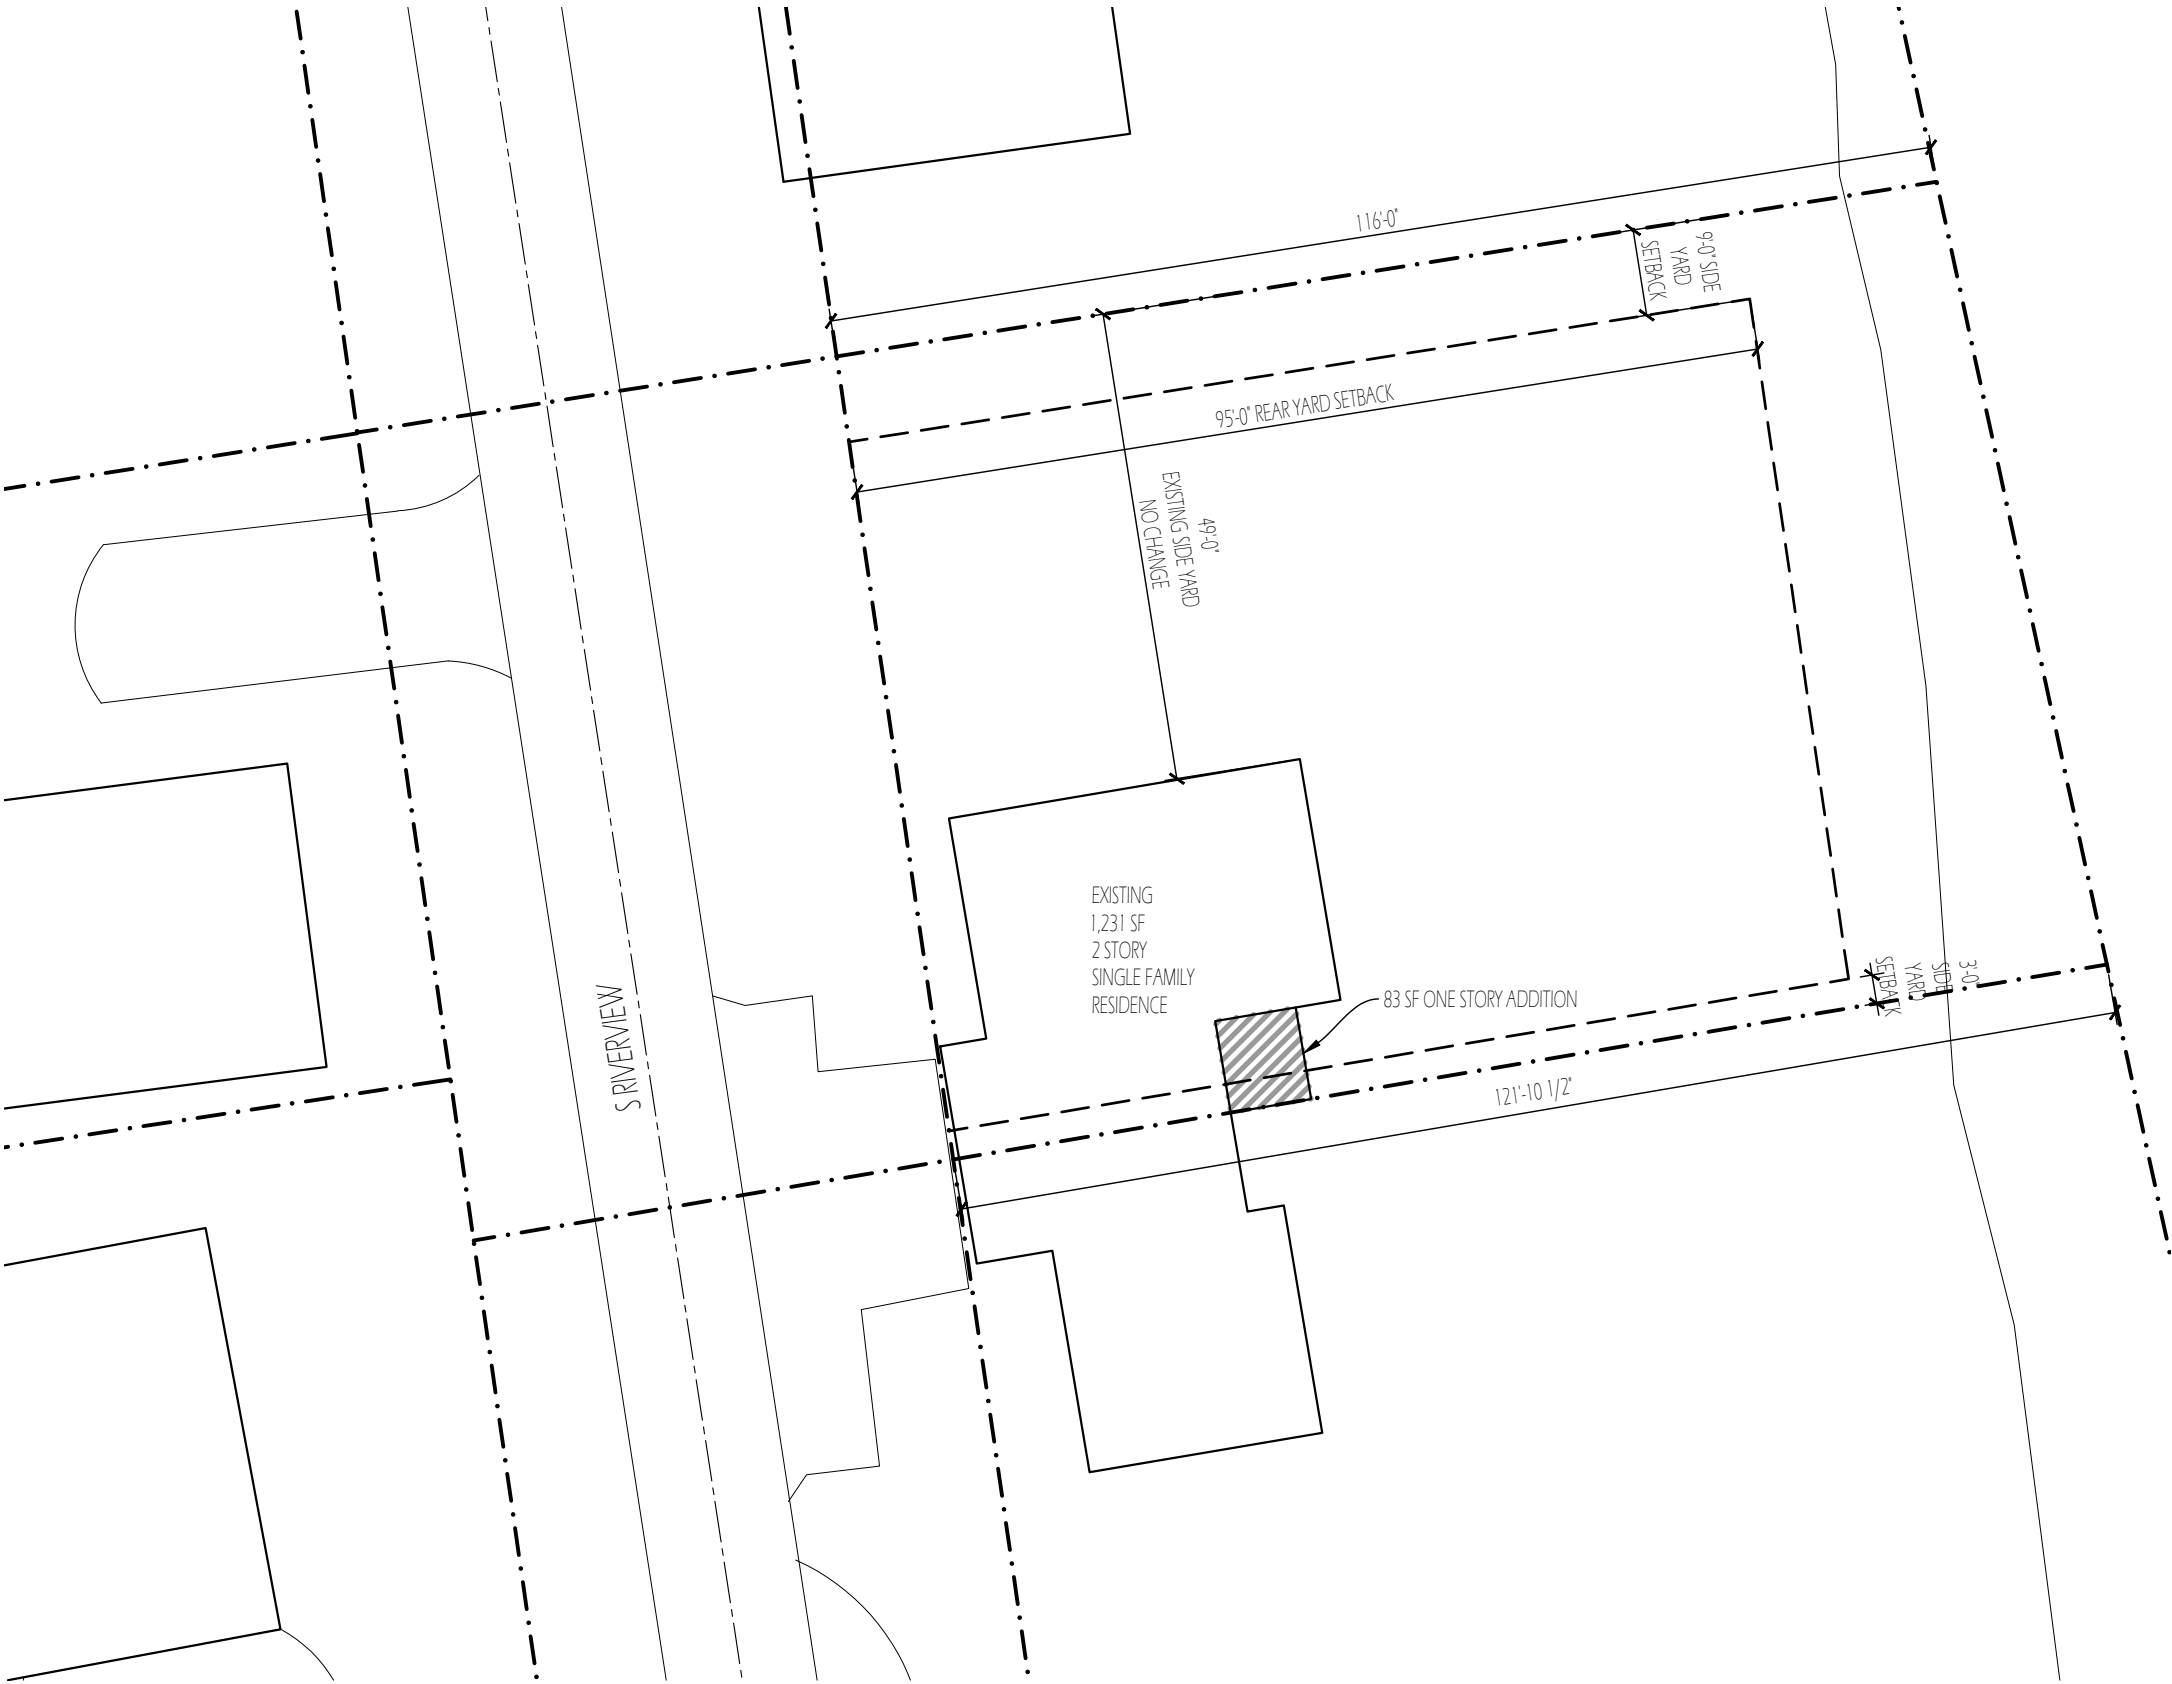 116'-0"
9'-0" SIDE
YARD
SETBACK
95'-0" REAR YARD SETBACK
49'-0"
EXISTING SIDE YARD
NO CHANGE
EXISTING
1,231 SF
2 STORY
SINGLE FAMILY
RESIDENCE
83 SF ONE STORY ADDITION
3'-0"
SIDE
YARD
SETBACK
121'-10 1/2"
S RIVERVIEW